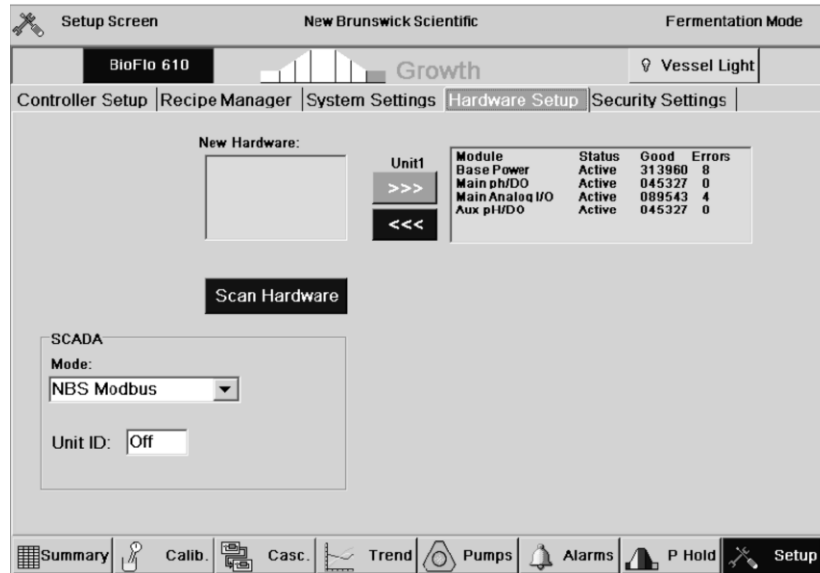 Setup Screen New Brunswick Scientific Fermentation Mode
BioFlo 610 Growth Vessel Light
Controller Setup Recipe Manager System Settings Hardware Setup Security Settings
New Hardware:
Unit1
>>>
<<<
Module Status Good Errors
Base Power Active 313960 8
Main ph/DO Active 045327 0
Main Analog I/O Active 089543 4
Aux pH/DO Active 045327 0
Scan Hardware
SCADA
Mode:
NBS Modbus
Unit ID: Off
Summary Calib. Casc. Trend Pumps Alarms P Hold Setup